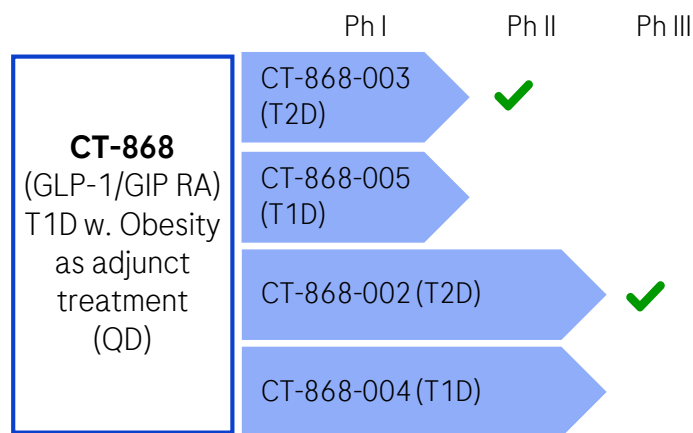 Ph I Ph II Ph III
CT-868
(GLP-1/GIP RA)
T1D w. Obesity
as adjunct
treatment
(QD)
CT-868-003
(T2D)
CT-868-005
(T1D)
CT-868-002 (T2D)
CT-868-004 (T1D)